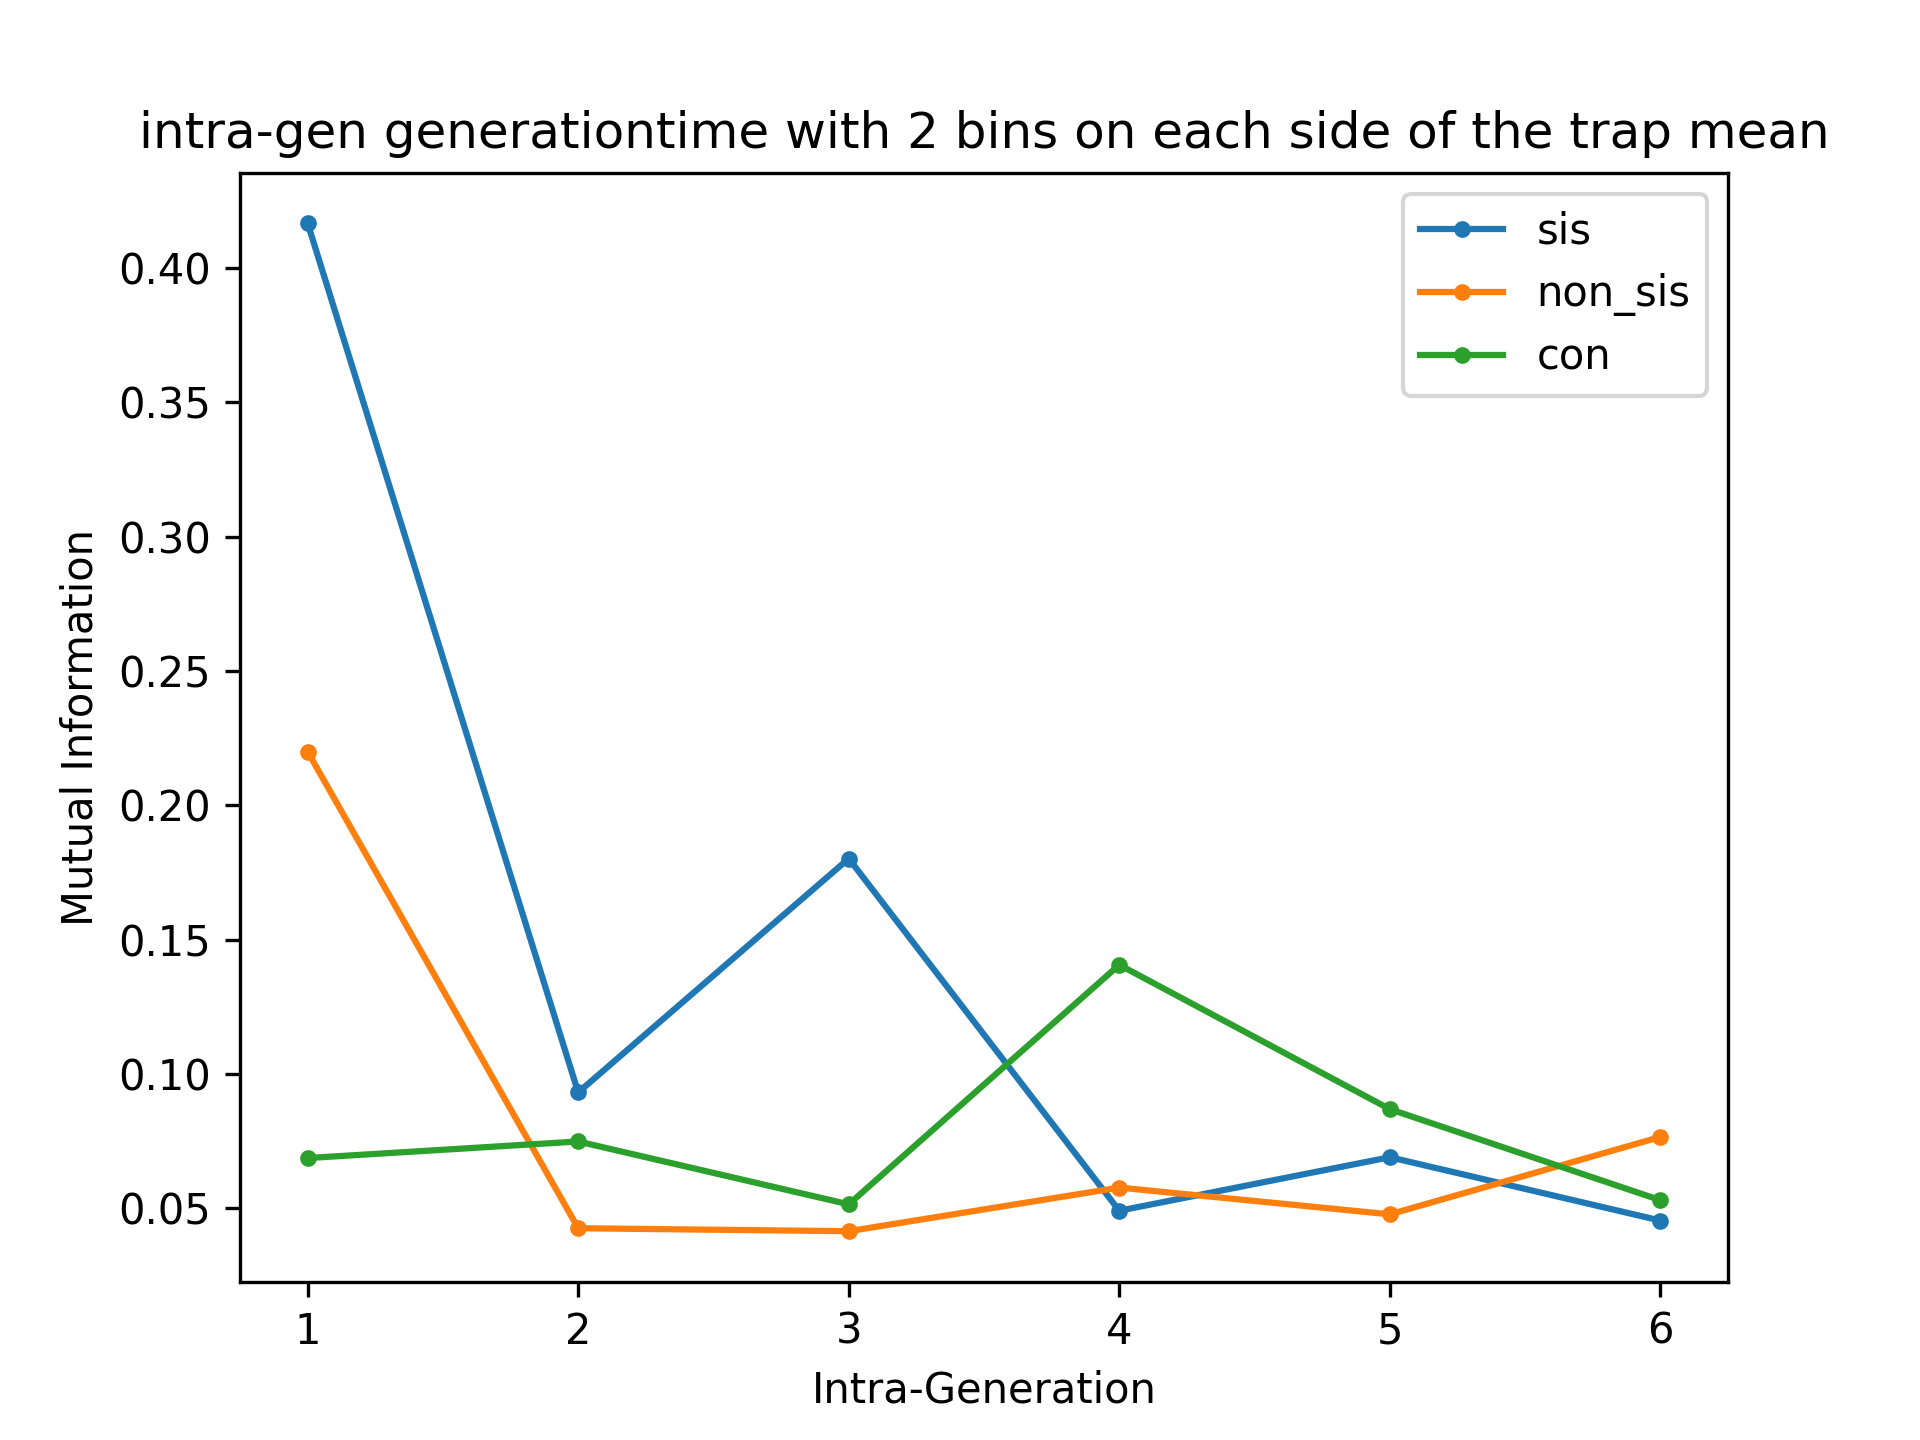 intra-gen generationtime with 2 bins on each side of the trap mean
sis
non_sis
con
0.40
0.35
0.30
0.25
0.20
0.15
0.10
0.05
Mutual Information
1 2 3 4 5 6
Intra-Generation